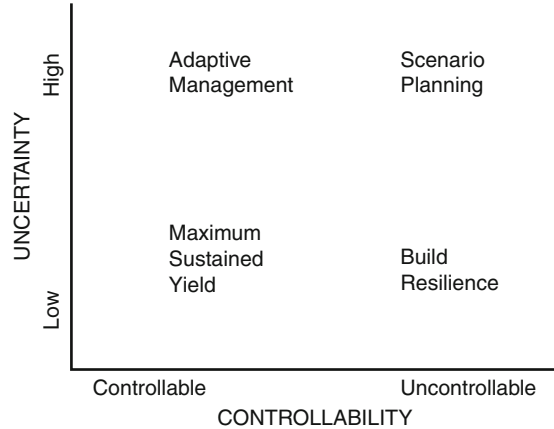 UNCERTAINTY
High
Low
Adaptive
Management
Scenario
Planning
Maximum
Sustained
Yield
Build
Resilience
Controllable
Uncontrollable
CONTROLLABILITY